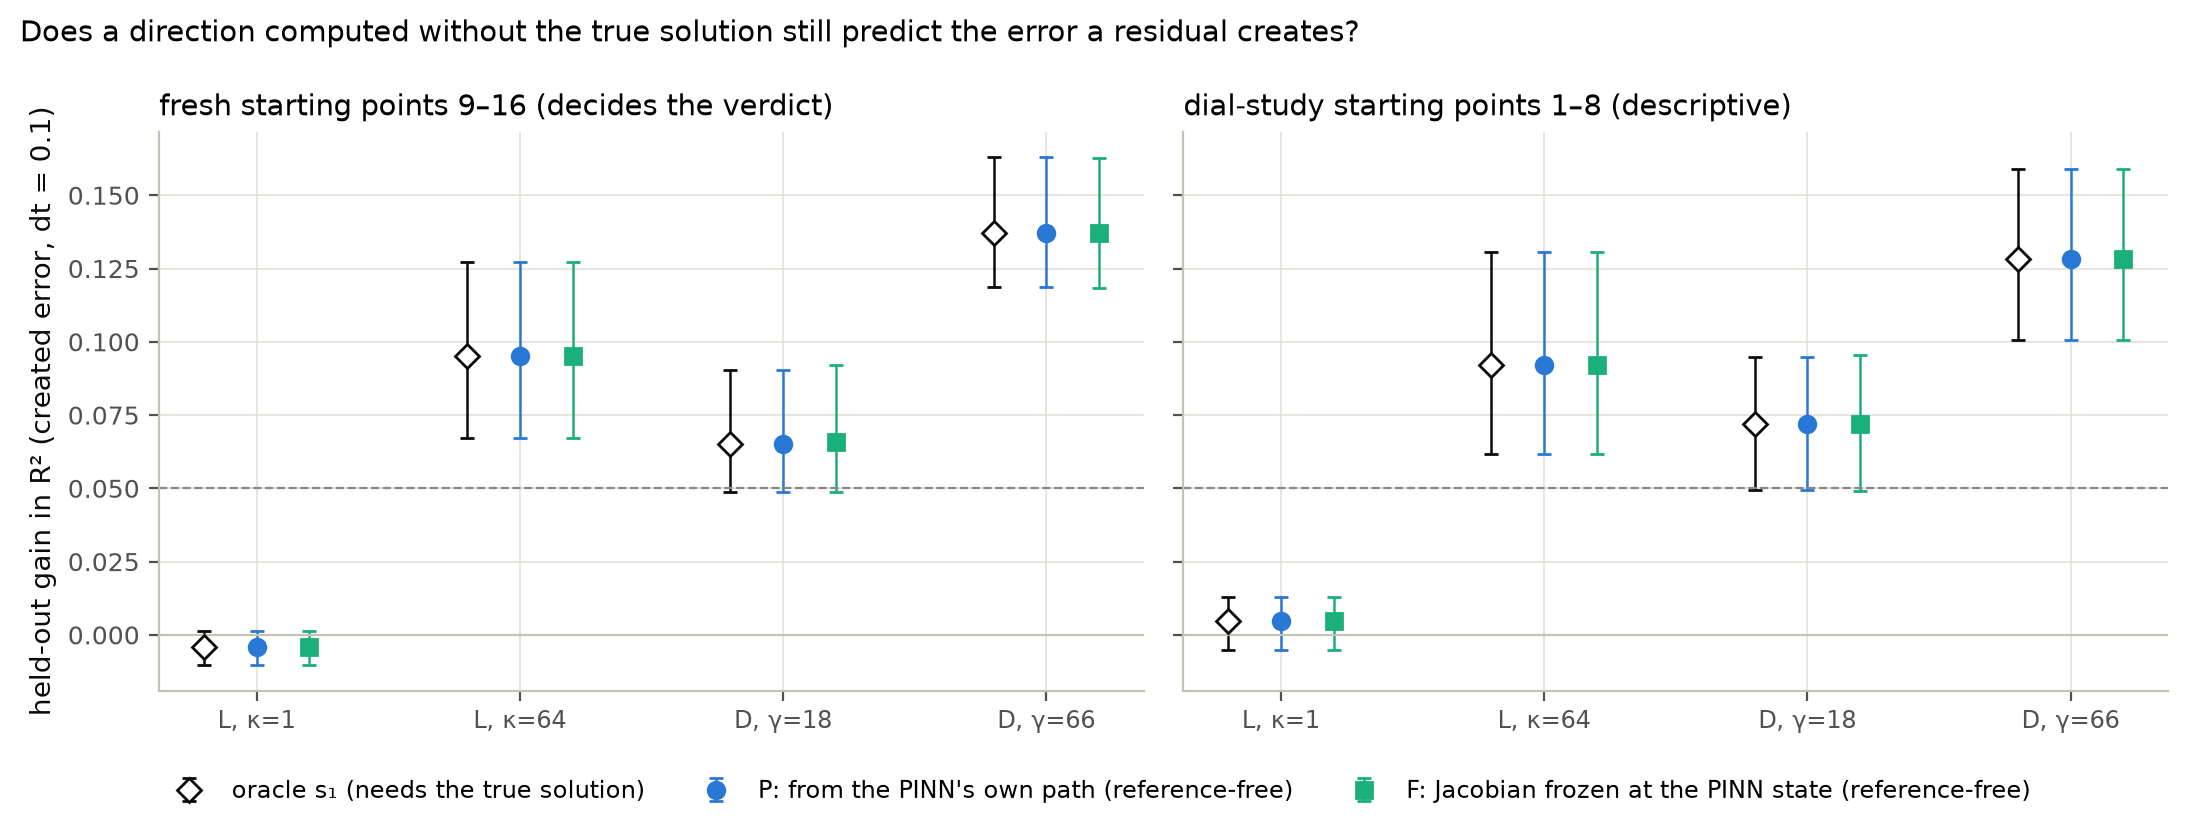 Does a direction computed without the true solution still predict the error a residual creates?
fresh starting points 9–16 (decides the verdict)
dial-study starting points 1–8 (descriptive)
held-out gain in R² (created error, dt = 0.1)
0.150
0.125
0.100
0.075
0.050
0.025
0.000
L, κ=1
L, κ=64
D, γ=18
D, γ=66
L, κ=1
L, κ=64
D, γ=18
D, γ=66
oracle s₁ (needs the true solution)
P: from the PINN's own path (reference-free)
F: Jacobian frozen at the PINN state (reference-free)